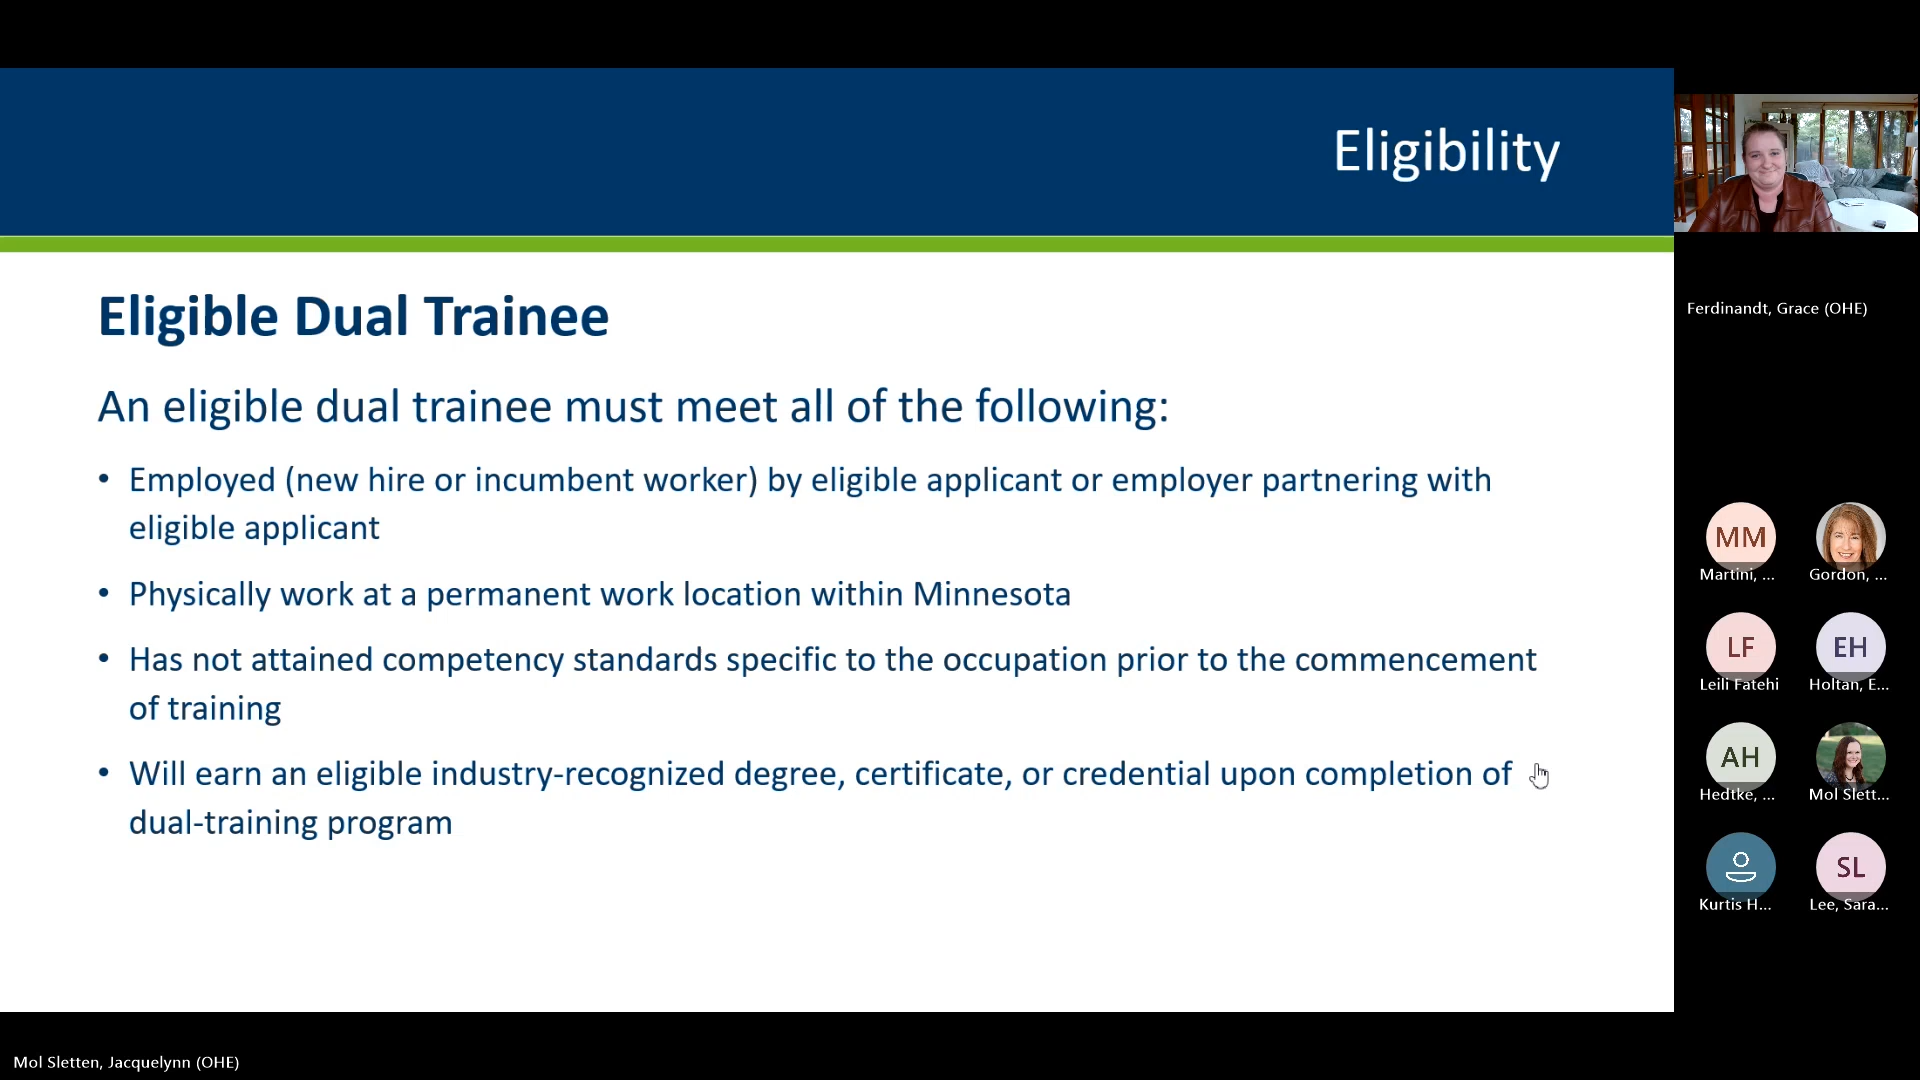 Eligibility
Eligible Dual Trainee
An eligible dual trainee must meet all of the following:
• Employed (new hire or incumbent worker) by eligible applicant or employer partnering with
eligible applicant
• Physically work at a permanent work location within Minnesota
• Has not attained competency standards specific to the occupation prior to the commencement
of training
• Will earn an eligible industry-recognized degree, certificate, or credential upon completion of
dual-training program
Ferdinandt, Grace (OHE)
MM
Martini, ...
Gordon, ...
LF
Leili Fatehi
EH
Holtan, E...
AH
Hedtke, ...
Mol Slett...
Kurtis H...
SL
Lee, Sara...
Mol Sletten, Jacquelynn (OHE)